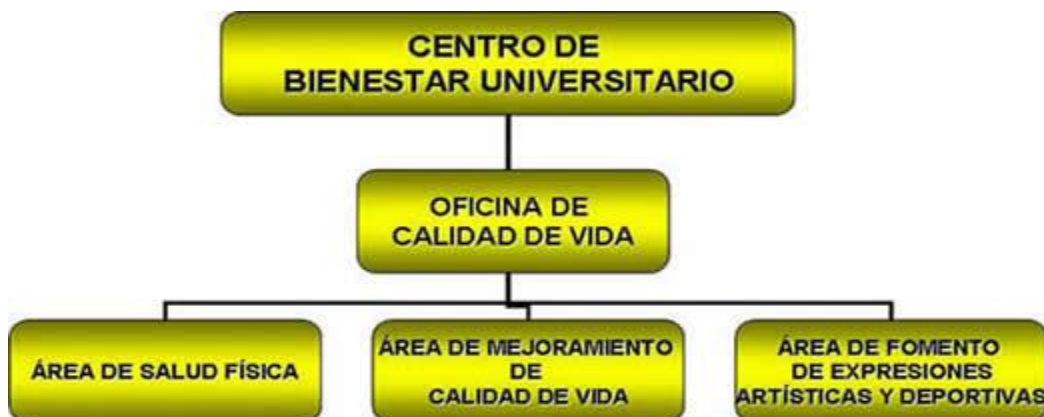 CENTRO DE
BIENESTAR UNIVERSITARIO
OFICINA DE
CALIDAD DE VIDA
ÁREA DE SALUD FÍSICA
ÁREA DE MEJORAMIENTO
DE
CALIDAD DE VIDA
ÁREA DE FOMENTO
DE EXPRESIONES
ARTÍSTICAS Y DEPORTIVAS